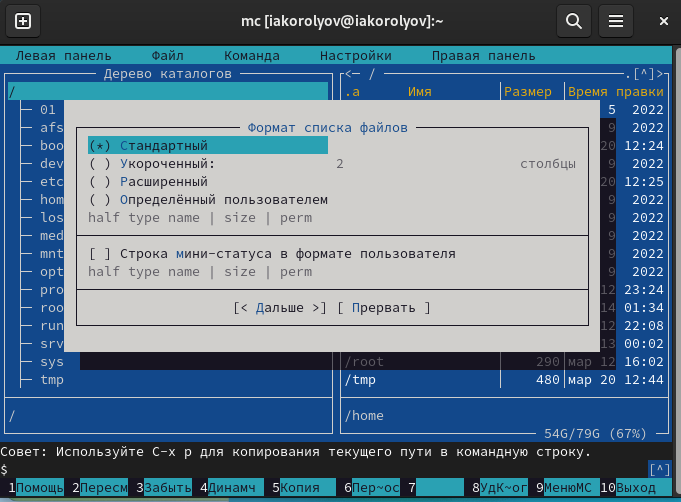 mc [iakorolyov@iakorolyov]:~
Левая панель Файл Команда Настройки Правая панель
Дерево каталогов <─ / .[^]>
/ .и Имя Размер Время правки
01 5 2022
afs 9 2022
boo 20 12:24
dev 9 2022
etc 20 12:25
hom 9 2022
los 9 2022
med 9 2022
mnt 9 2022
opt 9 2022
pro 12 23:24
roo 14 01:34
run 12 22:08
srv 13 00:02
sys /root 290 мар 12 16:02
tmp /tmp 480 мар 20 12:44
Формат списка файлов
(*) Стандартный
( ) Укороченный: 2 столбцы
( ) Расширенный
( ) Определённый пользователем
half type name | size | perm
[ ] Строка мини-статуса в формате пользователя
half type name | size | perm
[< Дальше >] [ Прервать ]
/ /home
54G/79G (67%)
Совет: Используйте C-x p для копирования текущего пути в командную строку.
$ [^]
1Помощь 2Пересм 3Забыть 4Динамч 5Копия 6Пер~ос 7 8УдК~ог 9МенюMC 10Выход